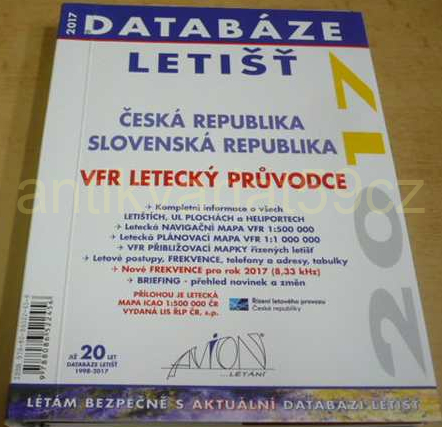 2017
DATABÁZE
LETIŠŤ
2017
ČESKÁ REPUBLIKA
SLOVENSKÁ REPUBLIKA
VFR LETECKÝ PRŮVODCE
Kompletní informace o všech
LETIŠTÍCH, UL PLOCHÁCH a HELIPORTECH
Letecká NAVIGAČNÍ MAPA VFR 1:500 000
Letecká PLÁNOVACÍ MAPA VFR 1:1 000 000
VFR PŘIBLIŽOVACÍ MAPKY řízených letišť
Letové postupy, FREKVENCE, telefony a adresy, tabulky
Nové FREKVENCE pro rok 2017 (8,33 kHz)
BRIEFING - přehled novinek a změn
PŘÍLOHOU JE LETECKÁ
MAPA ICAO 1:500 000 ČR
VYDANÁ LIS ŘLP ČR, s.p.
Řízení letového provozu
České republiky
JIŽ 20 LET
DATABÁZE LETIŠŤ
1998-2017
AVION
...LÉTÁNÍ
LÉTÁM BEZPEČNĚ S AKTUÁLNÍ DATABÁZÍ LETIŠŤ